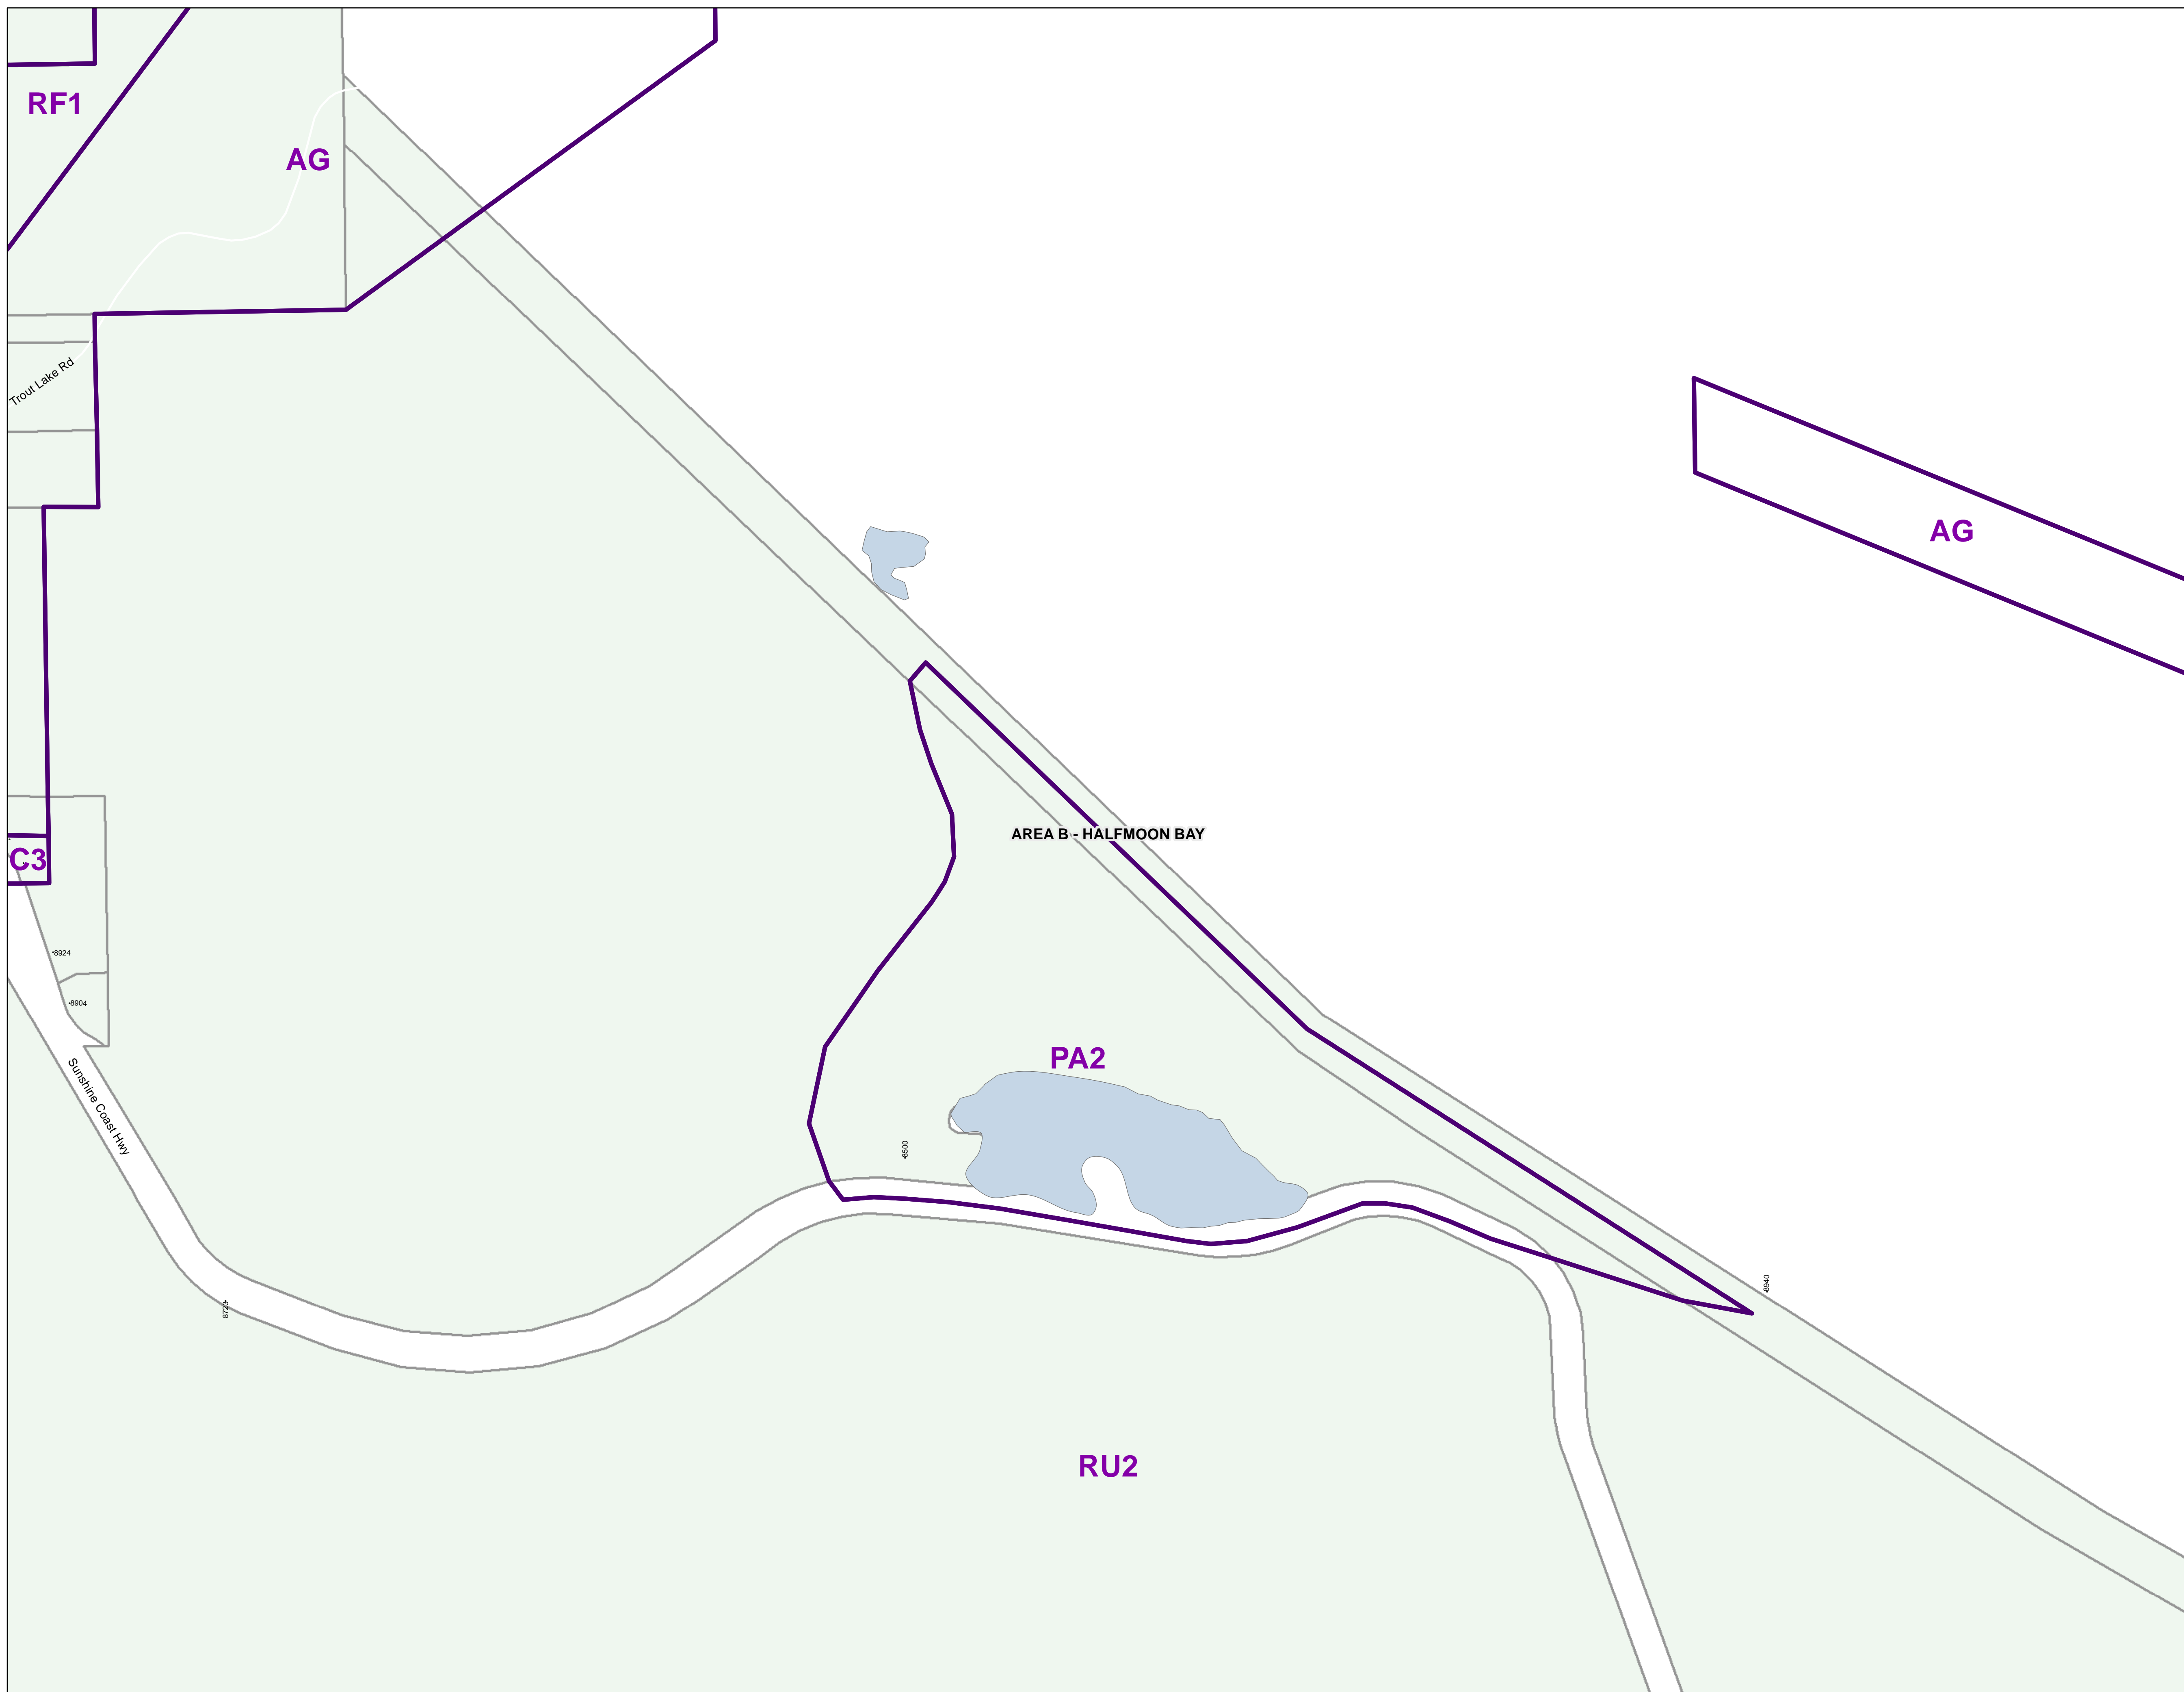 RF1
AG
Trout Lake Rd
AG
AREA B - HALFMOON BAY
C3
8924
8904
PA2
Sunshine Coast Hwy
8500
8940
8723
RU2